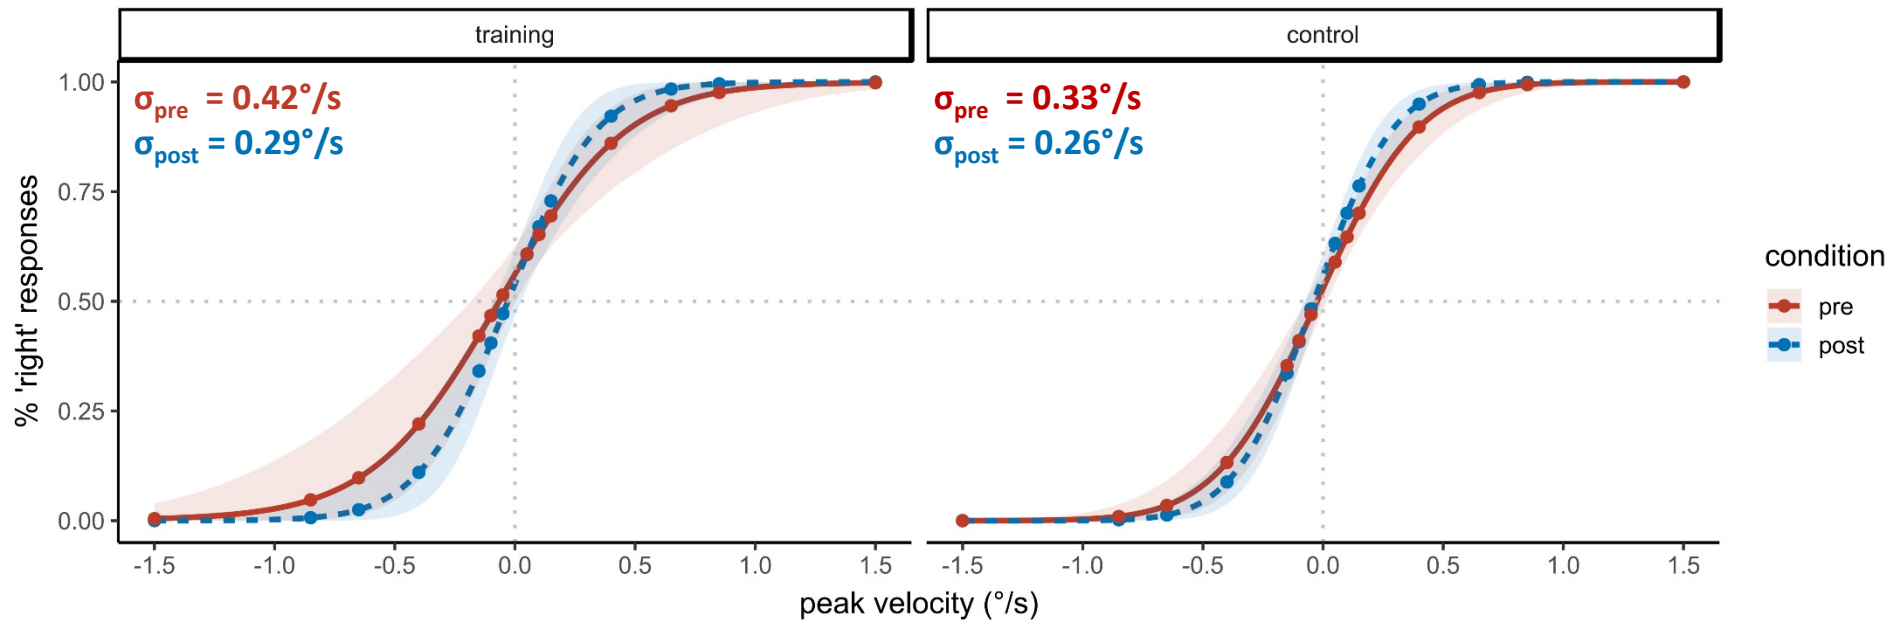 training
control
σpre = 0.42°/s
σpost = 0.29°/s
σpre = 0.33°/s
σpost = 0.26°/s
% 'right' responses
1.00
0.75
0.50
0.25
0.00
-1.5 -1.0 -0.5 0.0 0.5 1.0 1.5
-1.5 -1.0 -0.5 0.0 0.5 1.0 1.5
peak velocity (°/s)
condition
pre
post